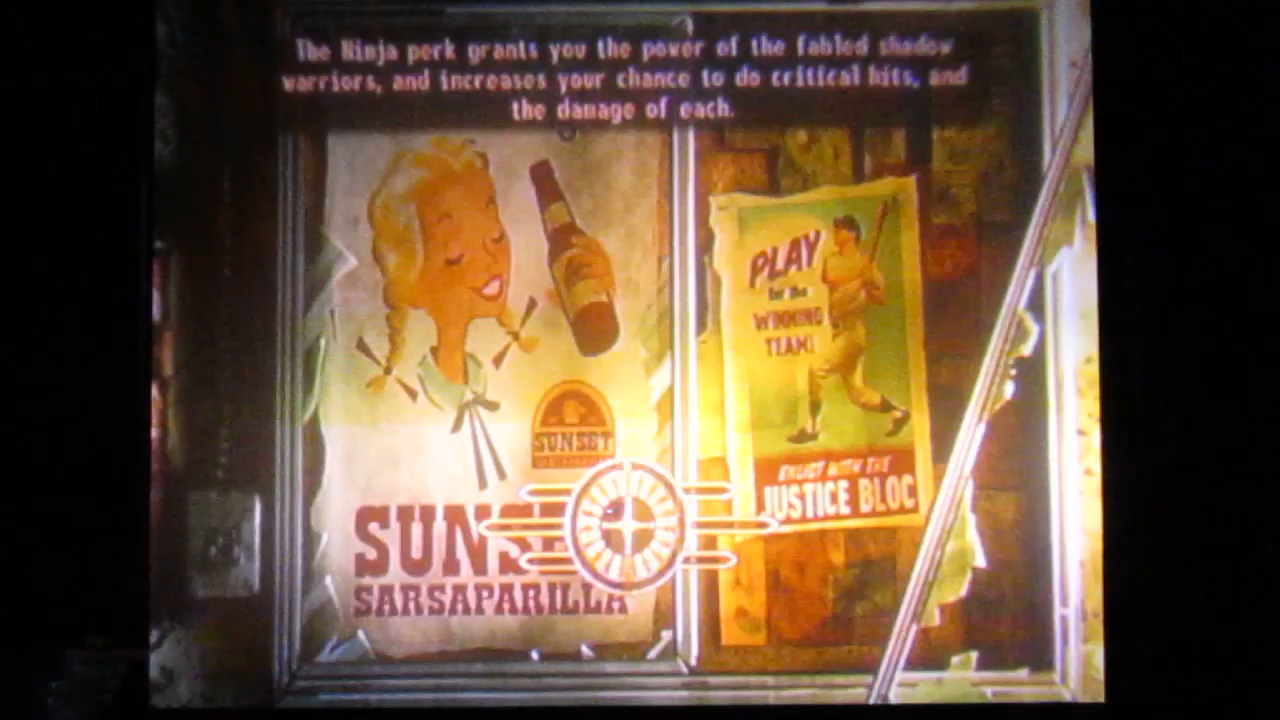 The Ninja perk grants you the power of the fabled shadow
warriors, and increases your chance to do critical hits, and
the damage of each.
PLAY
for the
WINNING
TEAM!
SUNSET
ENLIST WITH THE
JUSTICE BLOC
SUNSET
SARSAPARILLA